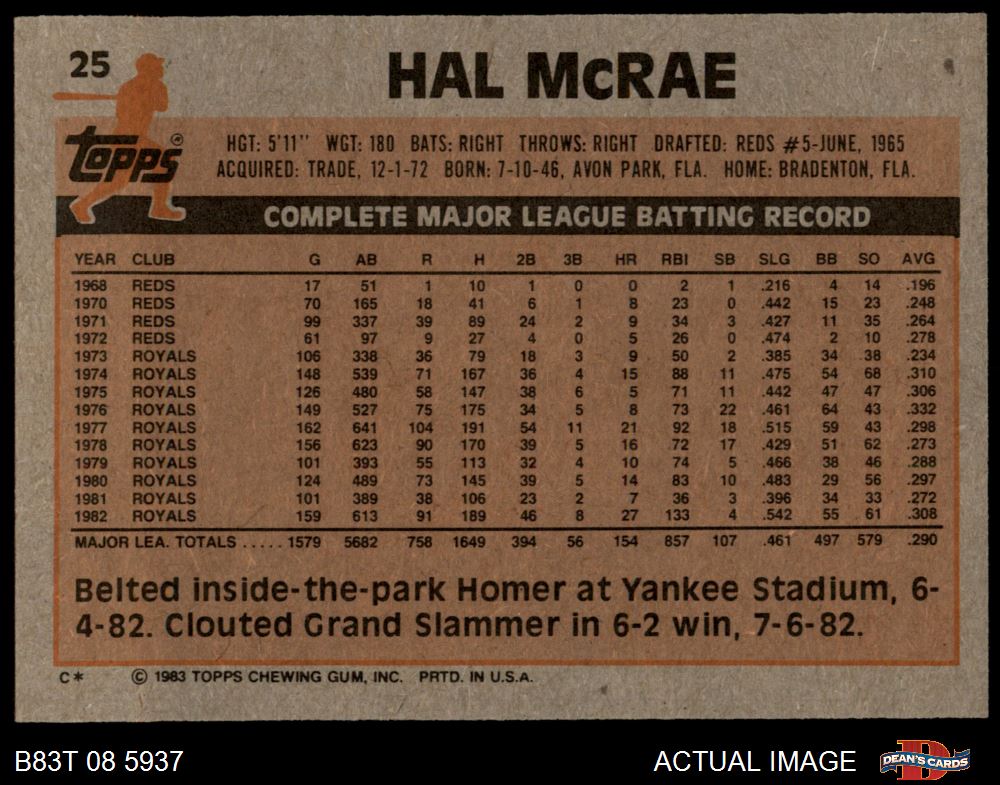 25
HAL McRAE
topps®
HGT: 5'11" WGT: 180 BATS: RIGHT THROWS: RIGHT DRAFTED: REDS #5-JUNE, 1965
ACQUIRED: TRADE, 12-1-72 BORN: 7-10-46, AVON PARK, FLA. HOME: BRADENTON, FLA.
COMPLETE MAJOR LEAGUE BATTING RECORD
YEAR CLUB G AB R H 2B 3B HR RBI SB SLG BB SO AVG
1968 REDS 17 51 1 10 1 0 0 2 1 .216 4 14 .196
1970 REDS 70 165 18 41 6 1 8 23 0 .442 15 23 .248
1971 REDS 99 337 39 89 24 2 9 34 3 .427 11 35 .264
1972 REDS 61 97 9 27 4 0 5 26 0 .474 2 10 .278
1973 ROYALS 106 338 36 79 18 3 9 50 2 .385 34 38 .234
1974 ROYALS 148 539 71 167 36 4 15 88 11 .475 54 68 .310
1975 ROYALS 126 480 58 147 38 6 5 71 11 .442 47 47 .306
1976 ROYALS 149 527 75 175 34 5 8 73 22 .461 64 43 .332
1977 ROYALS 162 641 104 191 54 11 21 92 18 .515 59 43 .298
1978 ROYALS 156 623 90 170 39 5 16 72 17 .429 51 62 .273
1979 ROYALS 101 393 55 113 32 4 10 74 5 .466 38 46 .288
1980 ROYALS 124 489 73 145 39 5 14 83 10 .483 29 56 .297
1981 ROYALS 101 389 38 106 23 2 7 36 3 .396 34 33 .272
1982 ROYALS 159 613 91 189 46 8 27 133 4 .542 55 61 .308
MAJOR LEA. TOTALS ..... 1579 5682 758 1649 394 56 154 857 107 .461 497 579 .290
Belted inside-the-park Homer at Yankee Stadium, 6-
4-82. Clouted Grand Slammer in 6-2 win, 7-6-82.
C* © 1983 TOPPS CHEWING GUM, INC. PRTD. IN U.S.A.
B83T 08 5937 ACTUAL IMAGE D DEAN'S CARDS